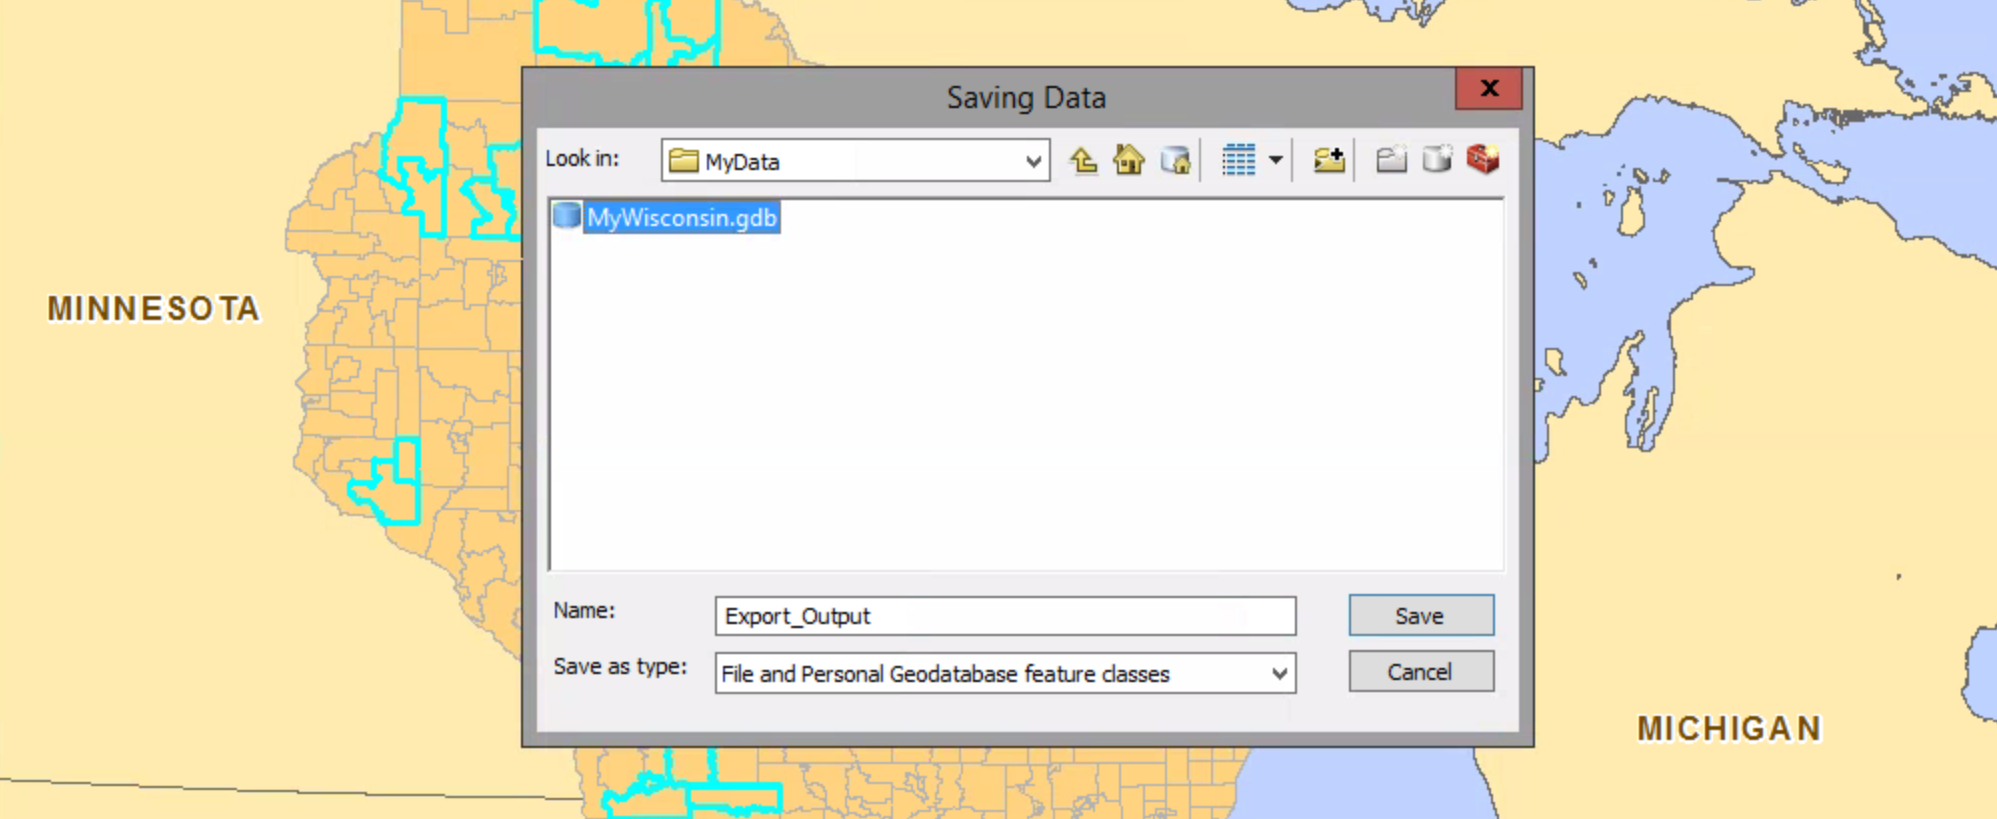 Saving Data
x
Look in:
MyData
MyWisconsin.gdb
MINNESOTA
Name:
Export_Output
Save
Save as type:
File and Personal Geodatabase feature classes
Cancel
MICHIGAN